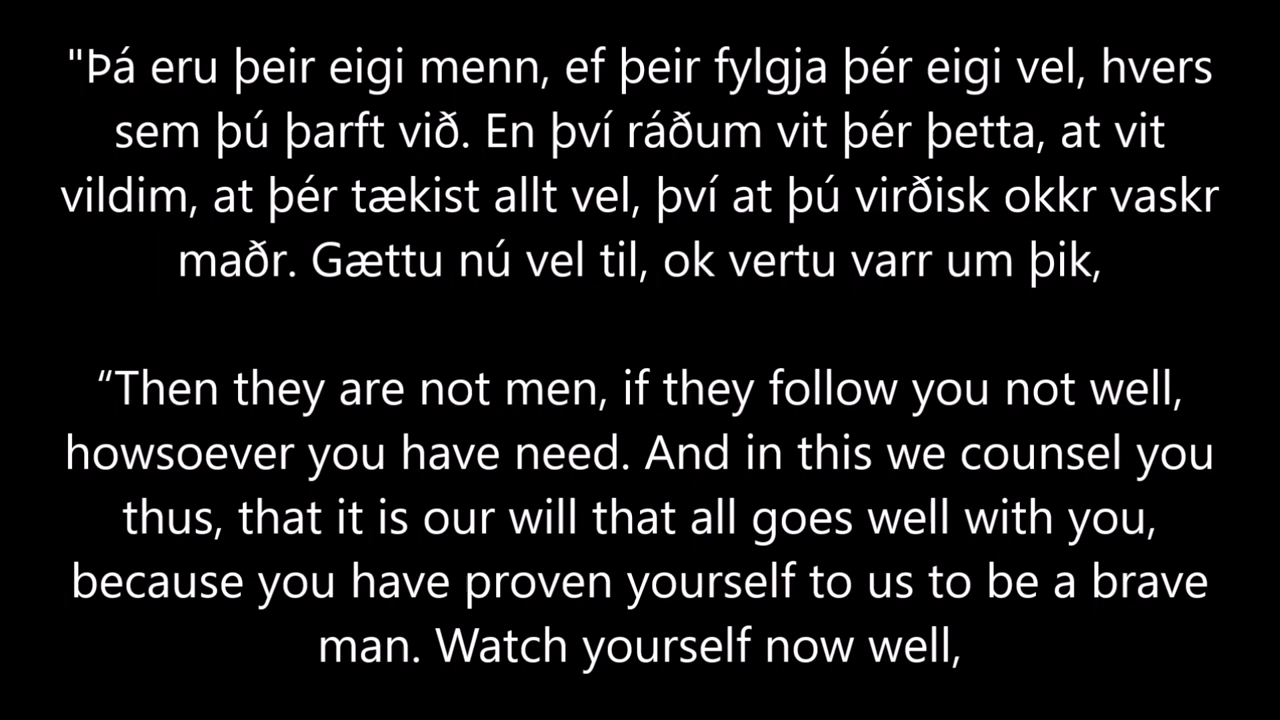 "Þá eru þeir eigi menn, ef þeir fylgja þér eigi vel, hvers
sem þú þarft við. En því ráðum vit þér þetta, at vit
vildim, at þér tækist allt vel, því at þú virðisk okkr vaskr
maðr. Gættu nú vel til, ok vertu varr um þik,
“Then they are not men, if they follow you not well,
howsoever you have need. And in this we counsel you
thus, that it is our will that all goes well with you,
because you have proven yourself to us to be a brave
man. Watch yourself now well,